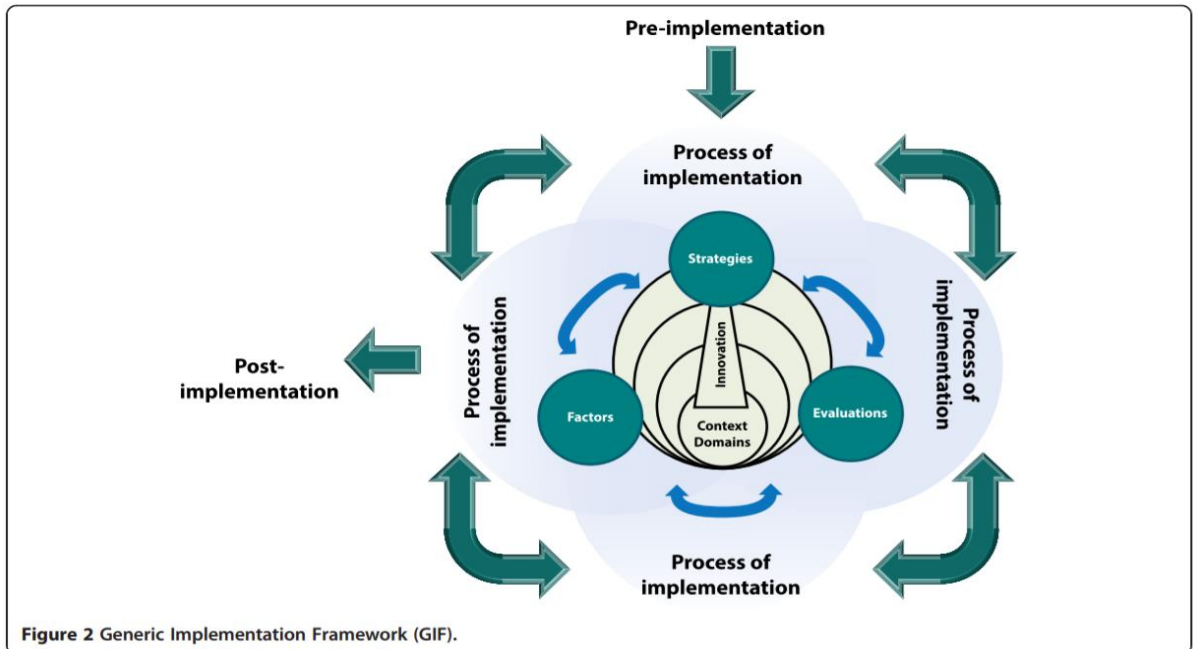 Pre-implementation
Process of
implementation
Strategies
Innovation
Process of
implementation
Process of
implementation
Post-
implementation
Factors
Evaluations
Context
Domains
Process of
implementation
Figure 2 Generic Implementation Framework (GIF).